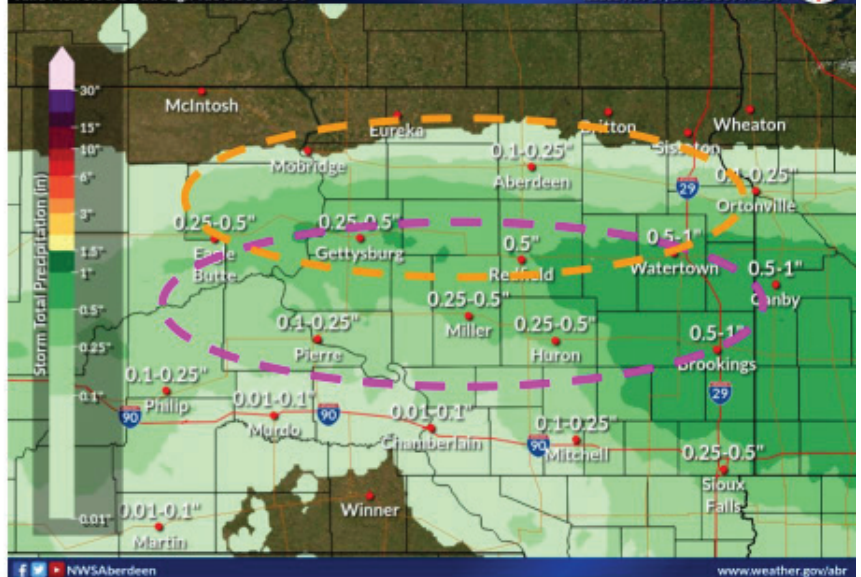 30"
15"
10"
6"
3"
1.5"
1"
0.5"
0.25"
0.1"
0.01"
Storm Total Precipitation (in)
McIntosh
Eureka
Britton
Wheaton
Mobridge
Sisseton
0.1-0.25"
Aberdeen
0.1-0.25"
Ortonville
29
0.25-0.5"
Eagle
Butte
0.25-0.5"
Gettysburg
0.5"
Redfield
0.5-1"
Watertown
0.5-1"
Canby
0.25-0.5"
Miller
0.1-0.25"
Pierre
0.25-0.5"
Huron
0.5-1"
Brookings
0.1-0.25"
Philip
29
90
0.01-0.1"
Murdo
90
0.01-0.1"
Chamberlain
90
0.1-0.25"
Mitchell
0.25-0.5"
Sioux
Falls
Winner
0.01-0.1"
Martin
NWSAberdeen
www.weather.gov/abr